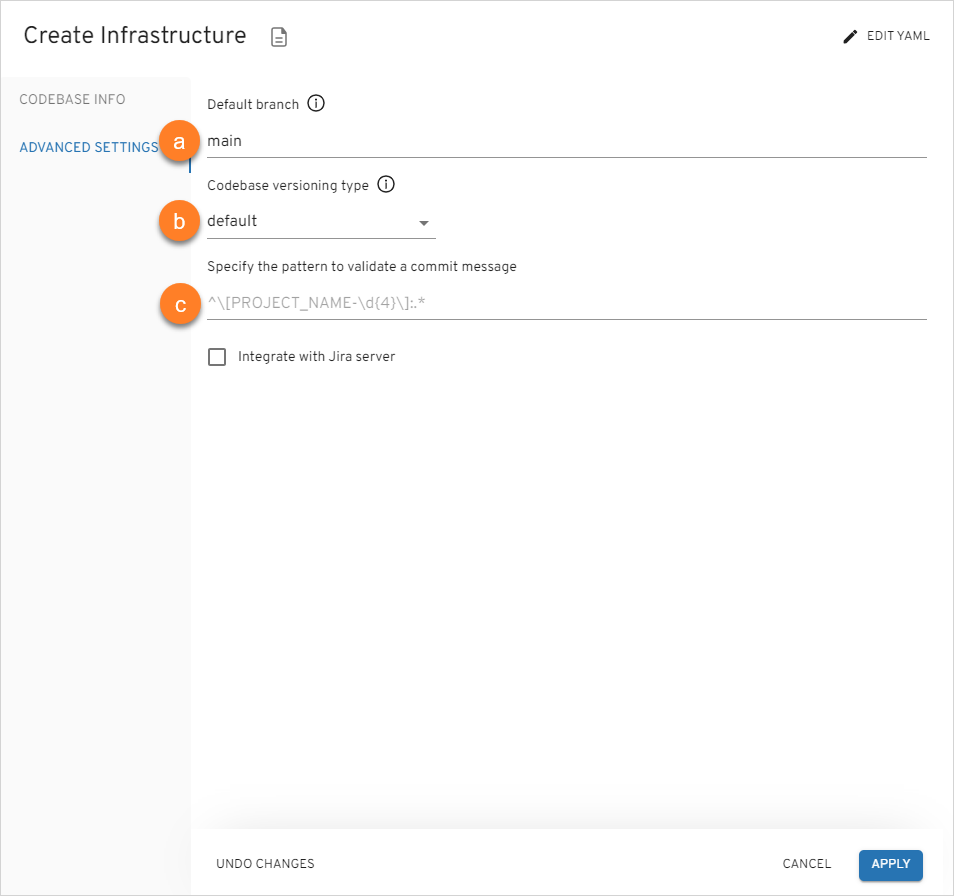 Create Infrastructure
EDIT YAML
CODEBASE INFO
ADVANCED SETTINGS
Default branch
a
main
Codebase versioning type
b
default
Specify the pattern to validate a commit message
c
^\[PROJECT_NAME-\d{4}\]:.*
Integrate with Jira server
UNDO CHANGES
CANCEL
APPLY